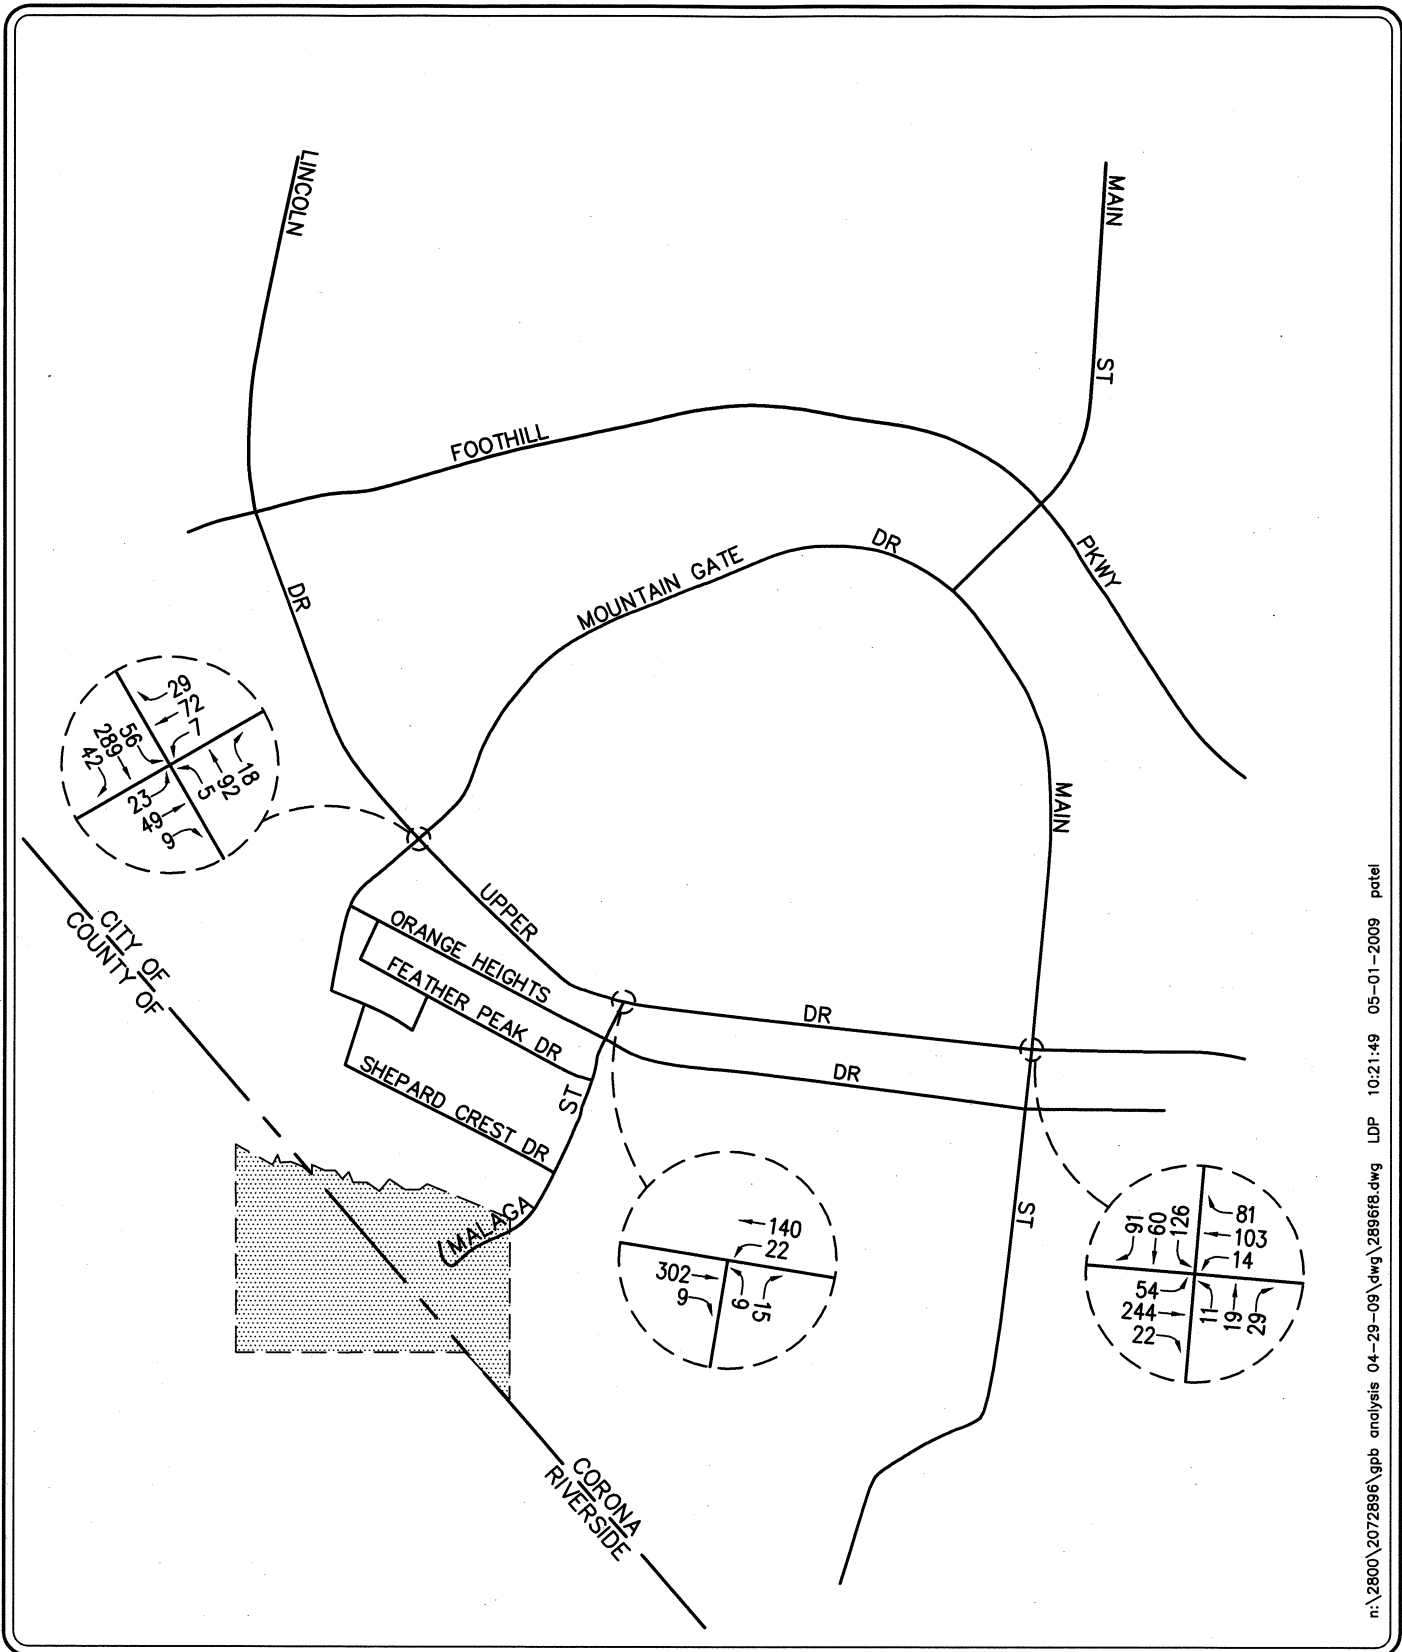 LINCOLN
MAIN
ST
FOOTHILL
PKWY
DR
MOUNTAIN GATE
DR
29
72
7
56
289
42
18
92
5
23
49
9
MAIN
UPPER
ORANGE HEIGHTS
FEATHER PEAK DR
SHEPARD CREST DR
DR
DR
ST
(MALAGA
CITY OF
COUNTY OF
140
22
302
9
9
15
ST
81
103
14
91
60
126
54
244
22
11
19
29
CORONA
RIVERSIDE
n:\2800\2072896\gpb analysis 04-29-09\dwg\2896f8.dwg LDP 10:21:49 05-01-2009 patel